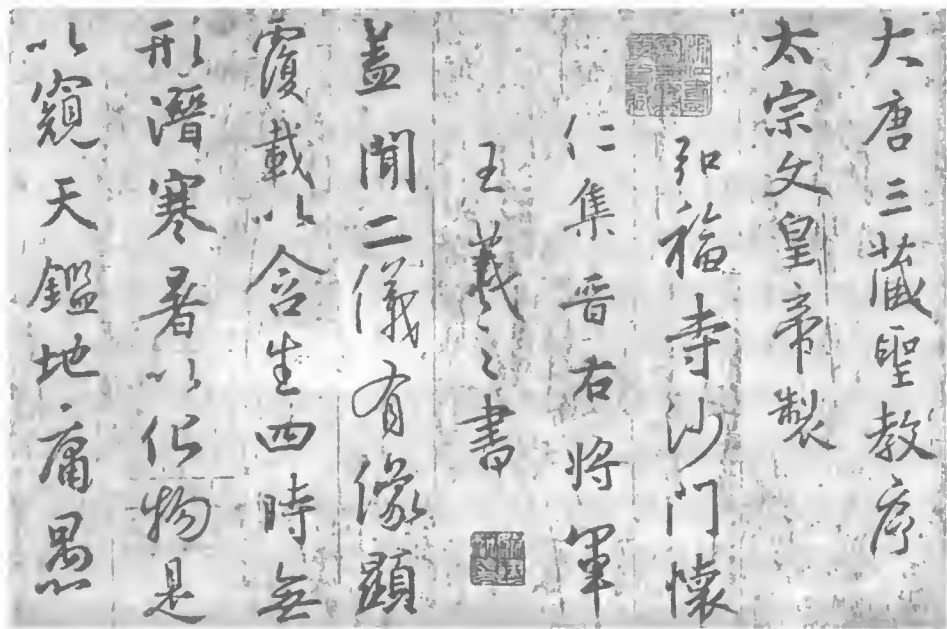 大唐三藏聖教序
太宗文皇帝製
弘福寺沙門懷
仁集晉右將軍
王羲之書
蓋聞二儀有像顯
覆載以含生四時無
形潛寒暑以化物是
以窺天鑑地庸愚